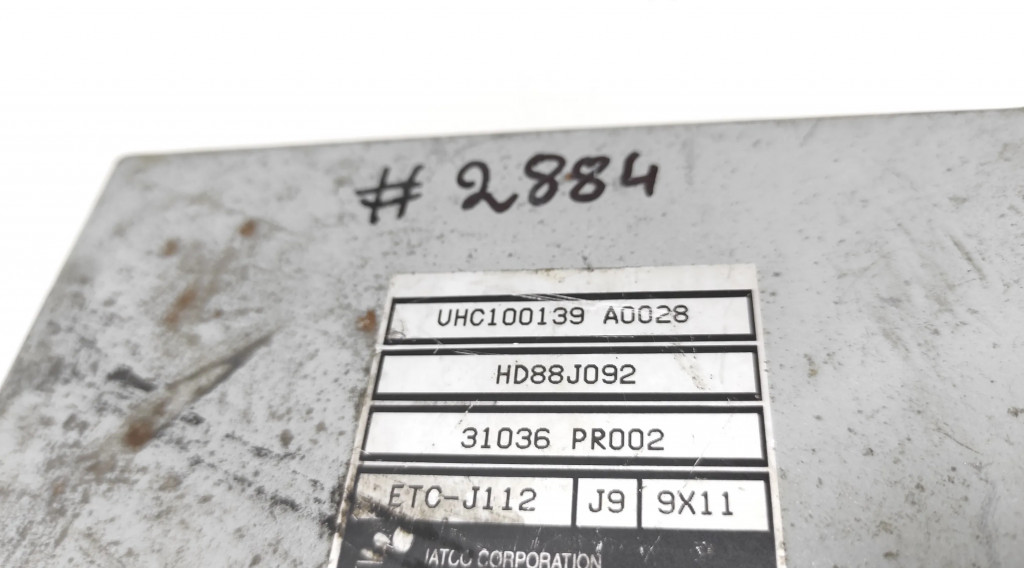 # 2884
UHC100139 A0028
HD88J092
31036 PR002
ETC-J112 J9 9X11
JATCO CORPORATION